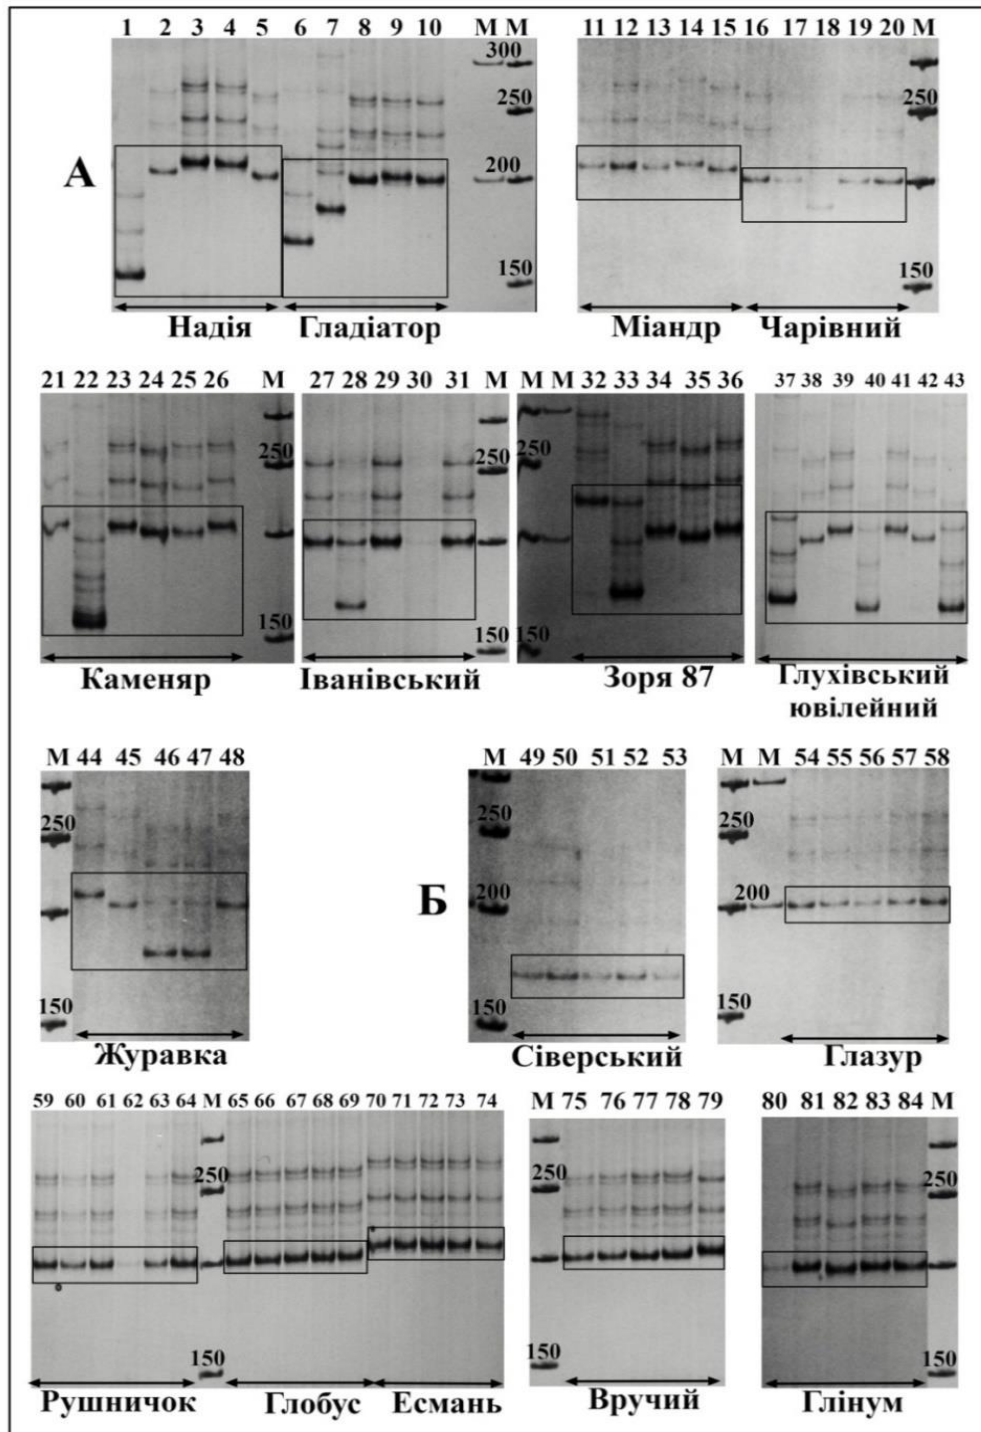 1 2 3 4 5 6 7 8 9 10 M M
300
250
200
150
А
Надія Гладіатор
11 12 13 14 15 16 17 18 19 20 M
250
150
Міандр Чарівний
21 22 23 24 25 26 M
250
150
Каменяр
27 28 29 30 31 M
250
150
Іванівський
M M 32 33 34 35 36
250
150
Зоря 87
37 38 39 40 41 42 43
Глухівський
ювілейний
M 44 45 46 47 48
250
150
Журавка
Б
M 49 50 51 52 53
250
200
150
Сіверський
M M 54 55 56 57 58
250
200
150
Глазур
59 60 61 62 63 64 M 65 66 67 68 69 70 71 72 73 74
250
150
Рушничок Глобус Есмань
M 75 76 77 78 79
250
150
Вручий
80 81 82 83 84 M
250
150
Глінум